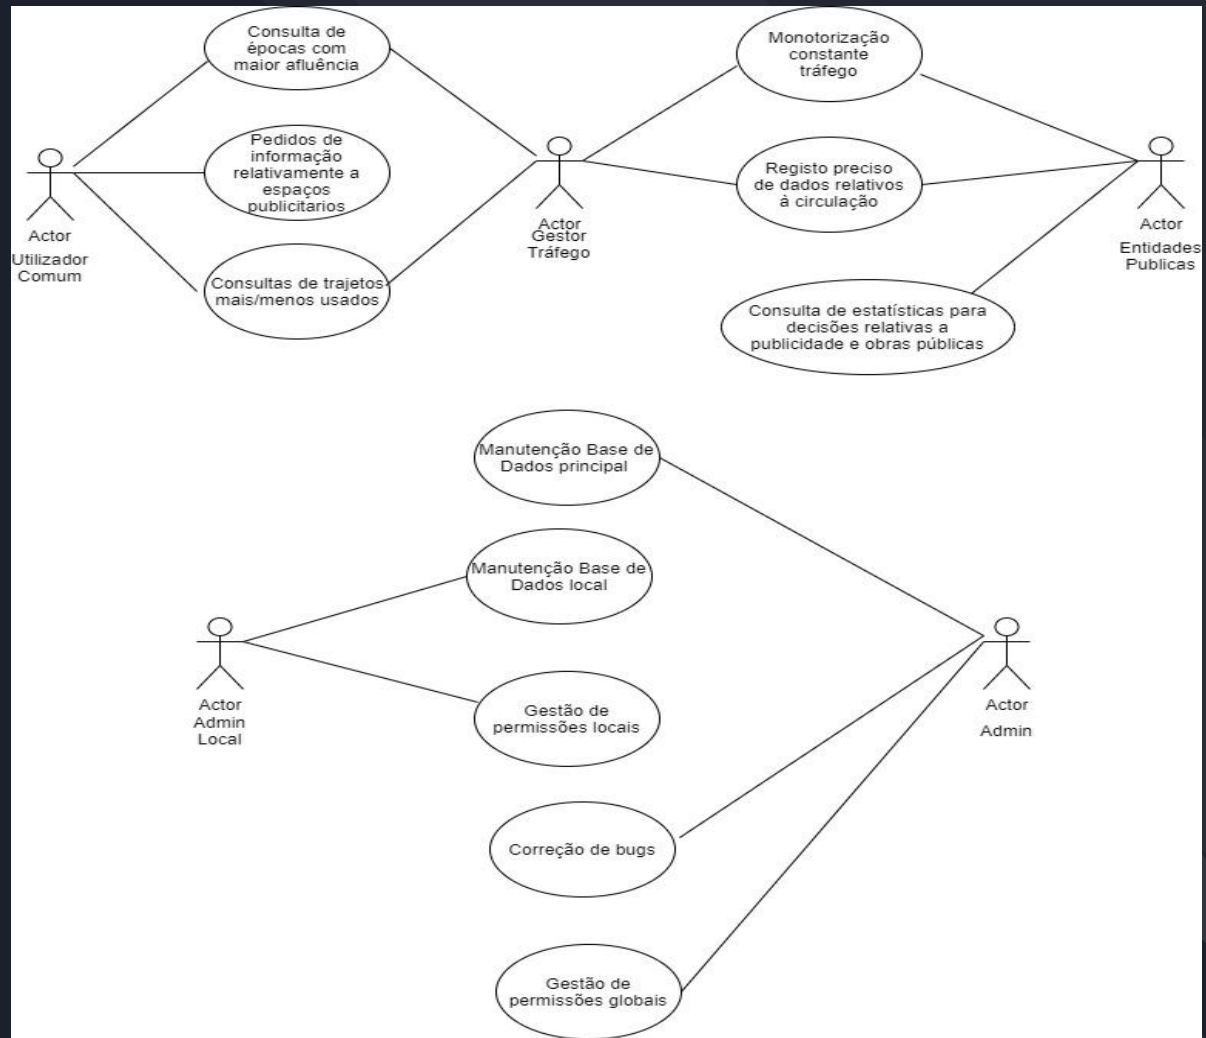 Consulta de
épocas com
maior afluência
Monotorização
constante
tráfego
Pedidos de
informação
relativamente a
espaços
publicitarios
Registo preciso
de dados relativos
á circulação
Actor
Utilizador
Comum
Actor
Gestor
Tráfego
Actor
Entidades
Publicas
Consultas de trajetos
mais/menos usados
Consulta de estatísticas para
decisões relativas a
publicidade e obras públicas
Manutenção Base de
Dados principal
Manutenção Base de
Dados local
Actor
Admin
Local
Gestão de
permissões locais
Actor
Admin
Correção de bugs
Gestão de
permissões globais